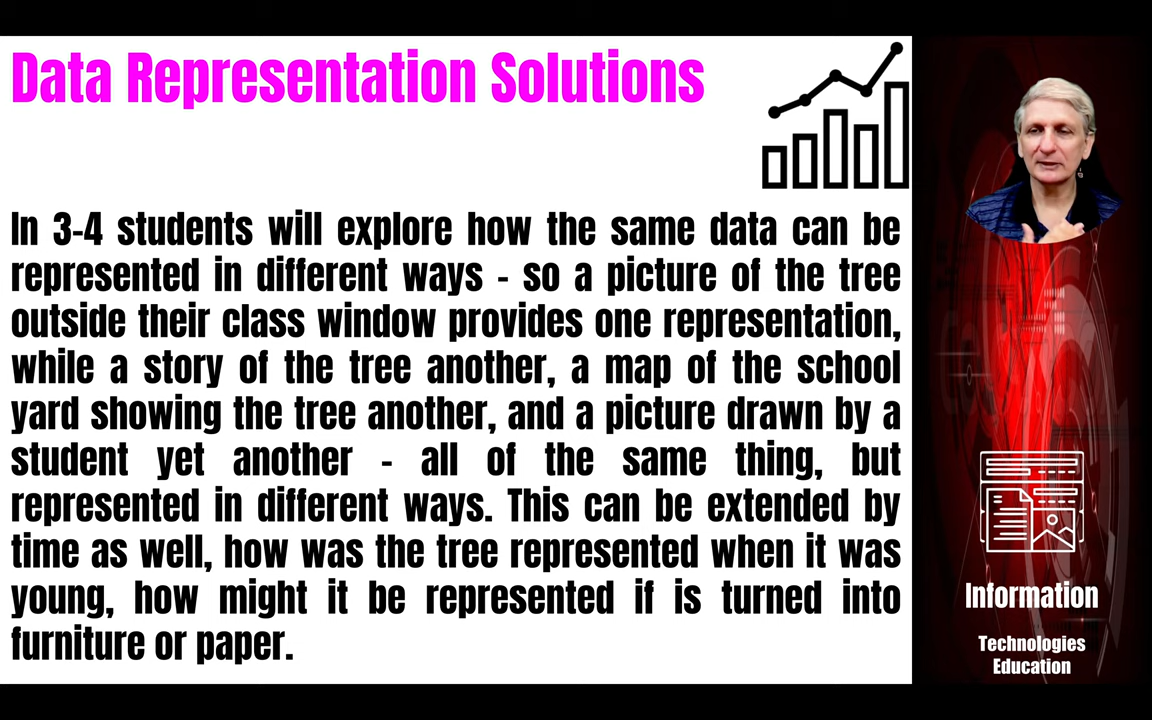 Data Representation Solutions
In 3-4 students will explore how the same data can be
represented in different ways - so a picture of the tree
outside their class window provides one representation,
while a story of the tree another, a map of the school
yard showing the tree another, and a picture drawn by a
student yet another - all of the same thing, but
represented in different ways. This can be extended by
time as well, how was the tree represented when it was
young, how might it be represented if is turned into
furniture or paper.
Information
Technologies
Education